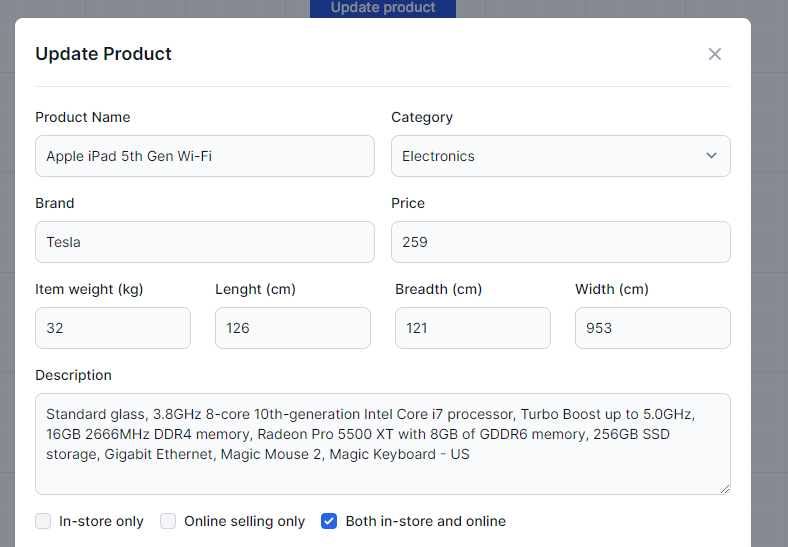 Update product
Update Product
Product Name
Category
Apple iPad 5th Gen Wi-Fi
Electronics
Brand
Price
Tesla
259
Item weight (kg)
Lenght (cm)
Breadth (cm)
Width (cm)
32
126
121
953
Description
Standard glass, 3.8GHz 8-core 10th-generation Intel Core i7 processor, Turbo Boost up to 5.0GHz,
16GB 2666MHz DDR4 memory, Radeon Pro 5500 XT with 8GB of GDDR6 memory, 256GB SSD
storage, Gigabit Ethernet, Magic Mouse 2, Magic Keyboard - US
In-store only
Online selling only
Both in-store and online